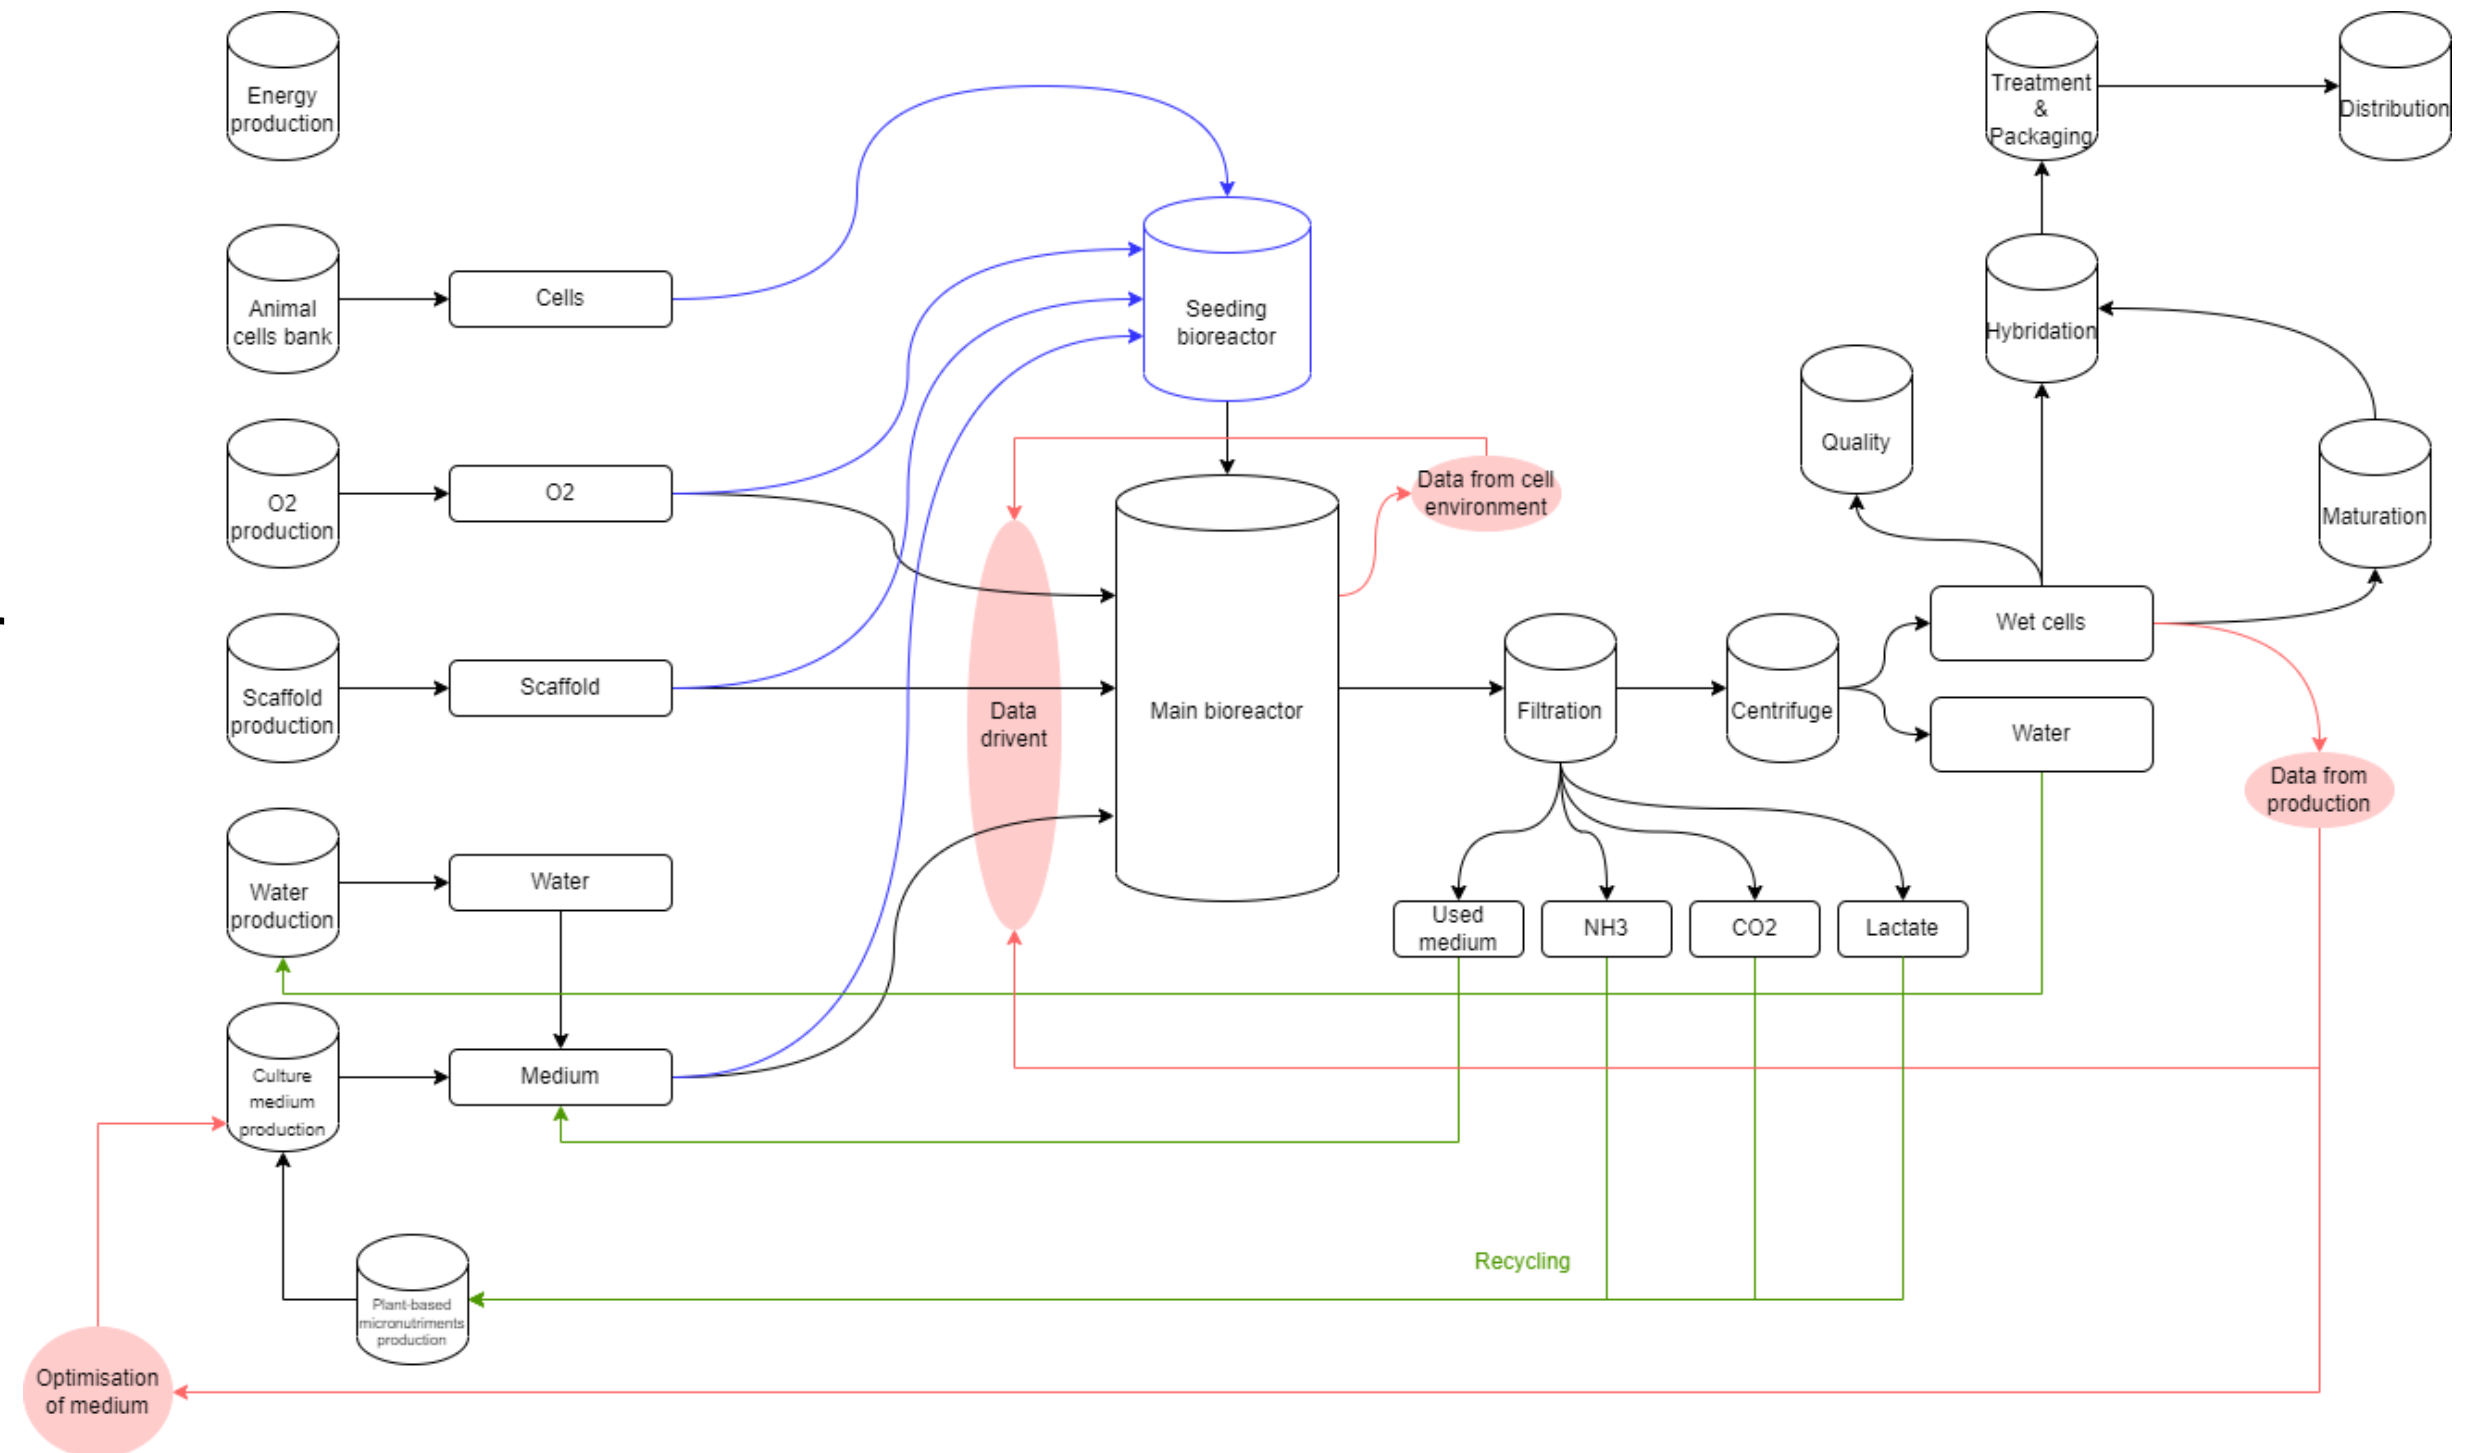 Energy
production
Treatment
&
Packaging
Distribution
Animal
cells bank
Cells
Seeding
bioreactor
Hybridation
Quality
O2
production
O2
Data from cell
environment
Maturation
Scaffold
production
Scaffold
Data
drivent
Main bioreactor
Filtration
Centrifuge
Wet cells
Water
Data from
production
Water
production
Water
Used
medium
NH3
CO2
Lactate
Culture
medium
production
Medium
Recycling
Plant-based
micronutriments
production
Optimisation
of medium